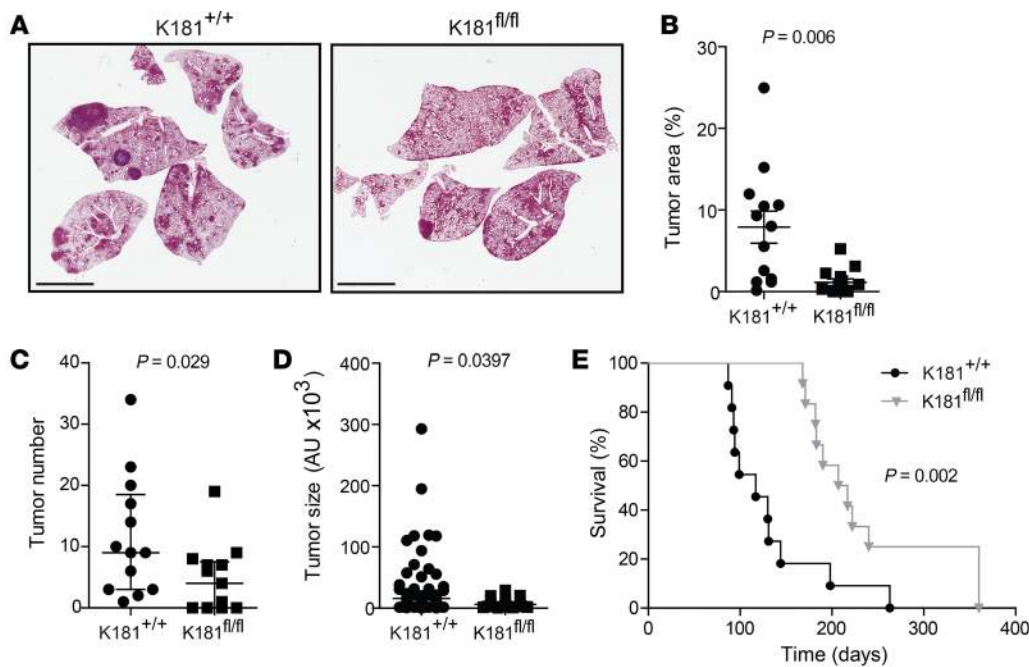 A
K181+/+
K181fl/fl
B
P = 0.006
Tumor area (%)
30
20
10
0
K181+/+
K181fl/fl
C
P = 0.029
Tumor number
40
30
20
10
0
K181+/+
K181fl/fl
D
P = 0.0397
Tumor size (AU x10³)
400
300
200
100
0
K181+/+
K181fl/fl
E
Survival (%)
100
80
60
40
20
0
K181+/+
K181fl/fl
P = 0.002
0 100 200 300 400
Time (days)